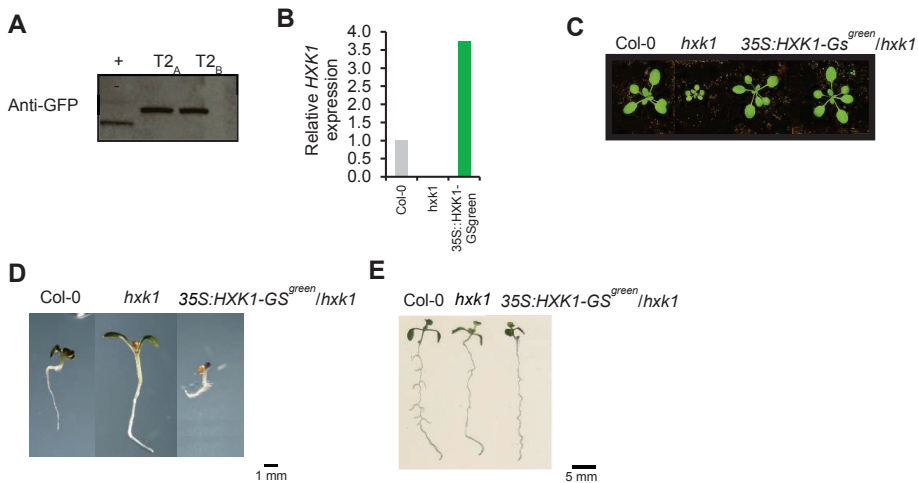 A
+ T2A T2B
-
Anti-GFP
B
Relative HXK1
expression
4.0
3.5
3.0
2.5
2.0
1.5
1.0
0.5
0.0
Col-0
hxk1
35S::HXK1-
GSgreen
C
Col-0 hxk1 35S:HXK1-Gsgreen/hxk1
D
Col-0 hxk1 35S:HXK1-GSgreen/hxk1
1 mm
E
Col-0 hxk1 35S:HXK1-GSgreen/hxk1
5 mm